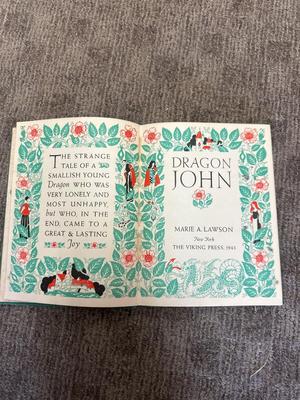 THE STRANGE
TALE OF A
SMALLISH YOUNG
Dragon WHO WAS
VERY LONELY AND
MOST UNHAPPY,
but WHO, IN THE
END, CAME TO A
GREAT & LASTING
Joy
DRAGON
JOHN
MARIE A. LAWSON
New York
THE VIKING PRESS, 1943